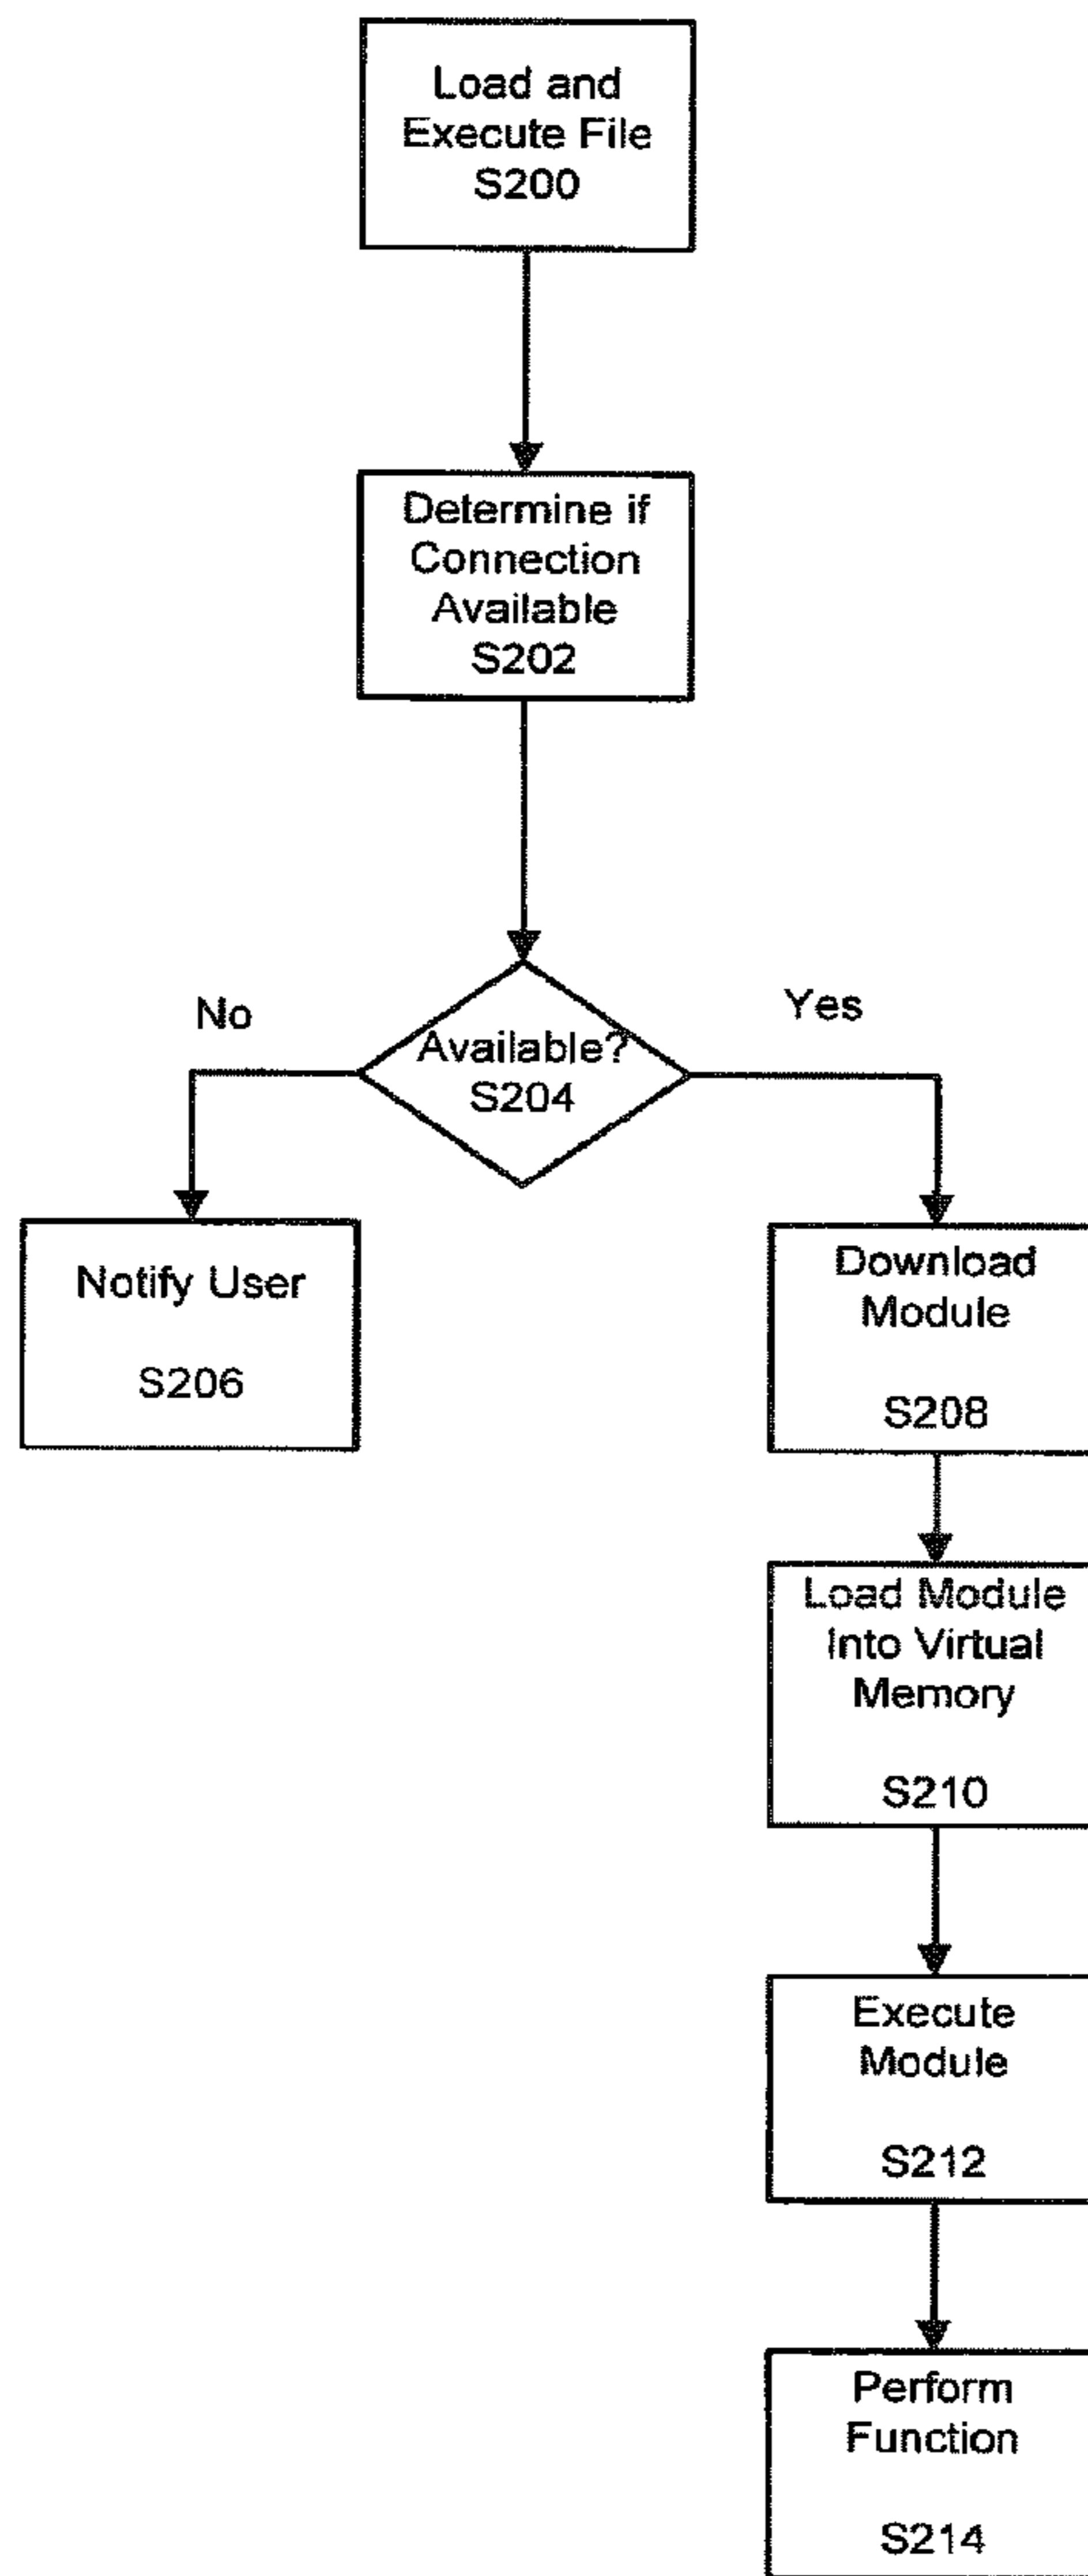 Load and
Execute File
S200
Determine if
Connection
Available
S202
No
Yes
Available?
S204
Notify User
S206
Download
Module
S208
Load Module
Into Virtual
Memory
S210
Execute
Module
S212
Perform
Function
S214